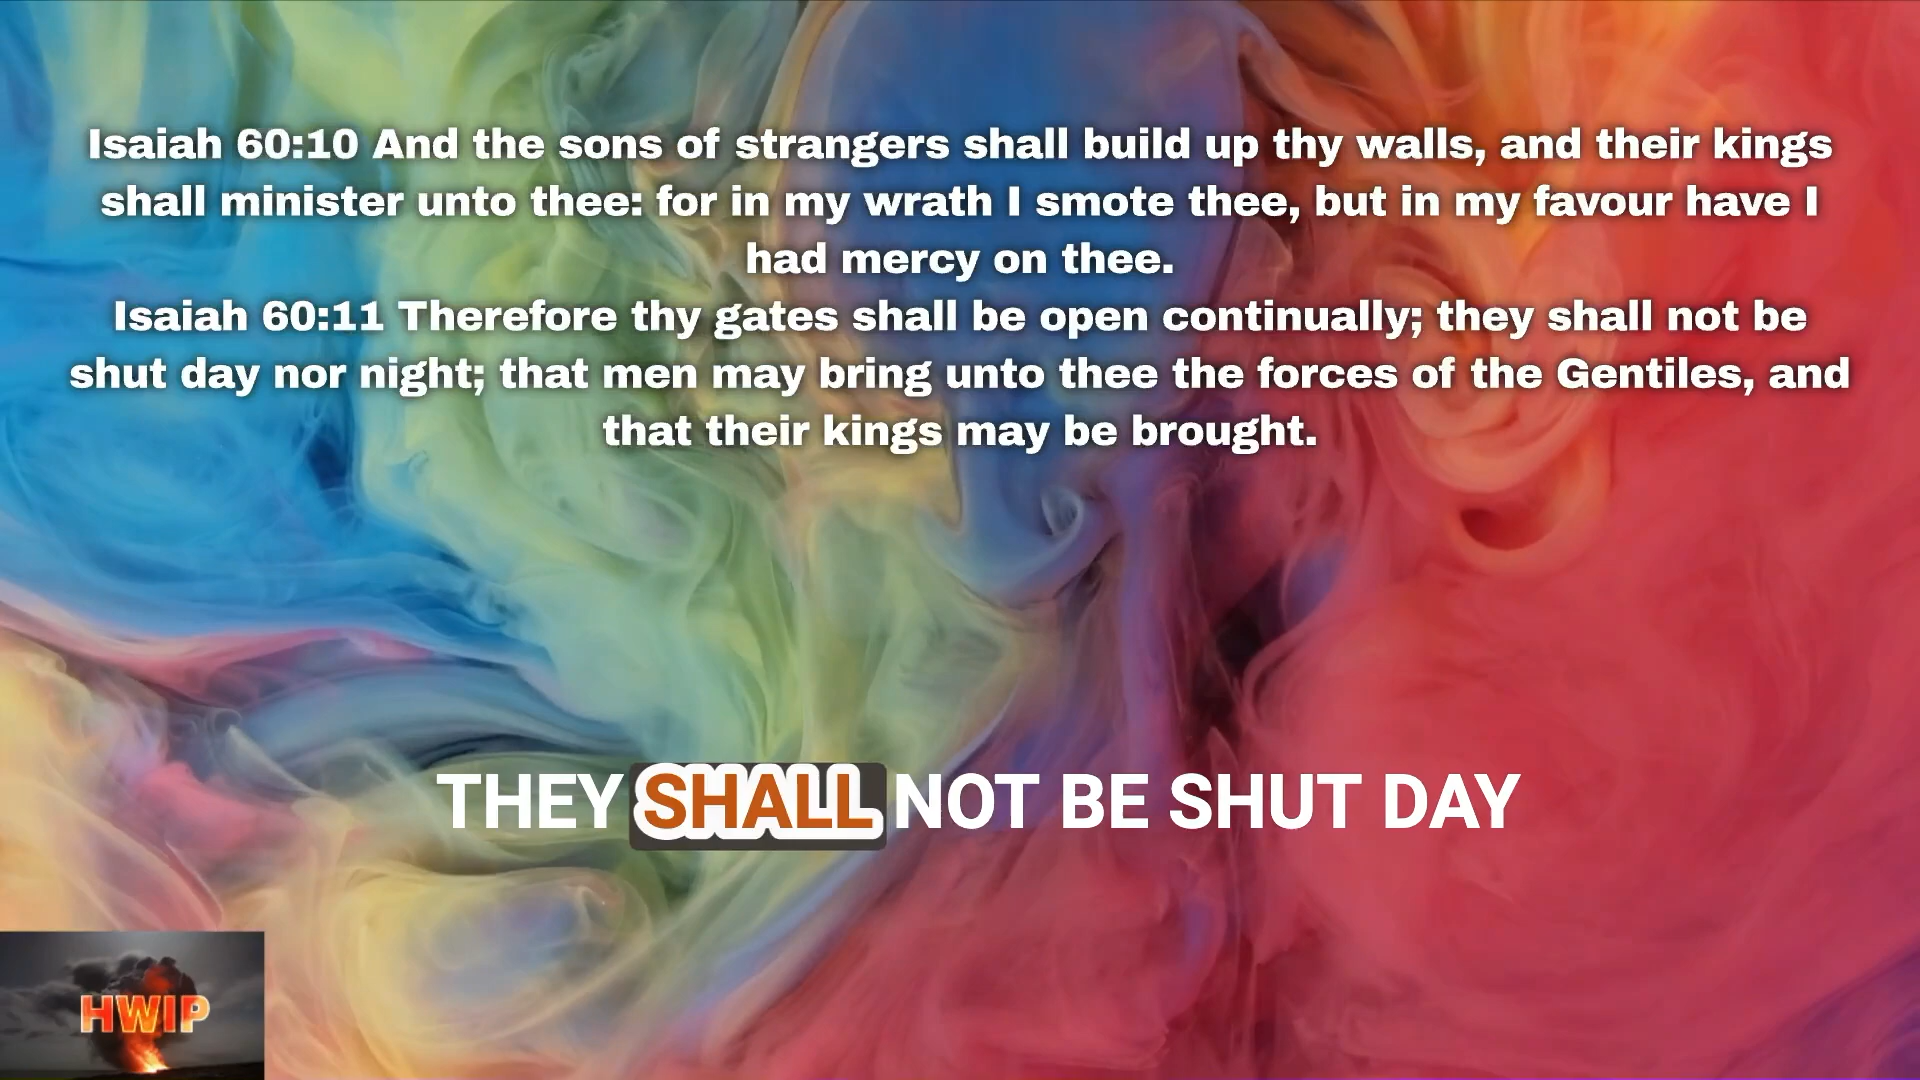 Isaiah 60:10 And the sons of strangers shall build up thy walls, and their kings
shall minister unto thee: for in my wrath I smote thee, but in my favour have I
had mercy on thee.
Isaiah 60:11 Therefore thy gates shall be open continually; they shall not be
shut day nor night; that men may bring unto thee the forces of the Gentiles, and
that their kings may be brought.
THEY SHALL NOT BE SHUT DAY
HWIP